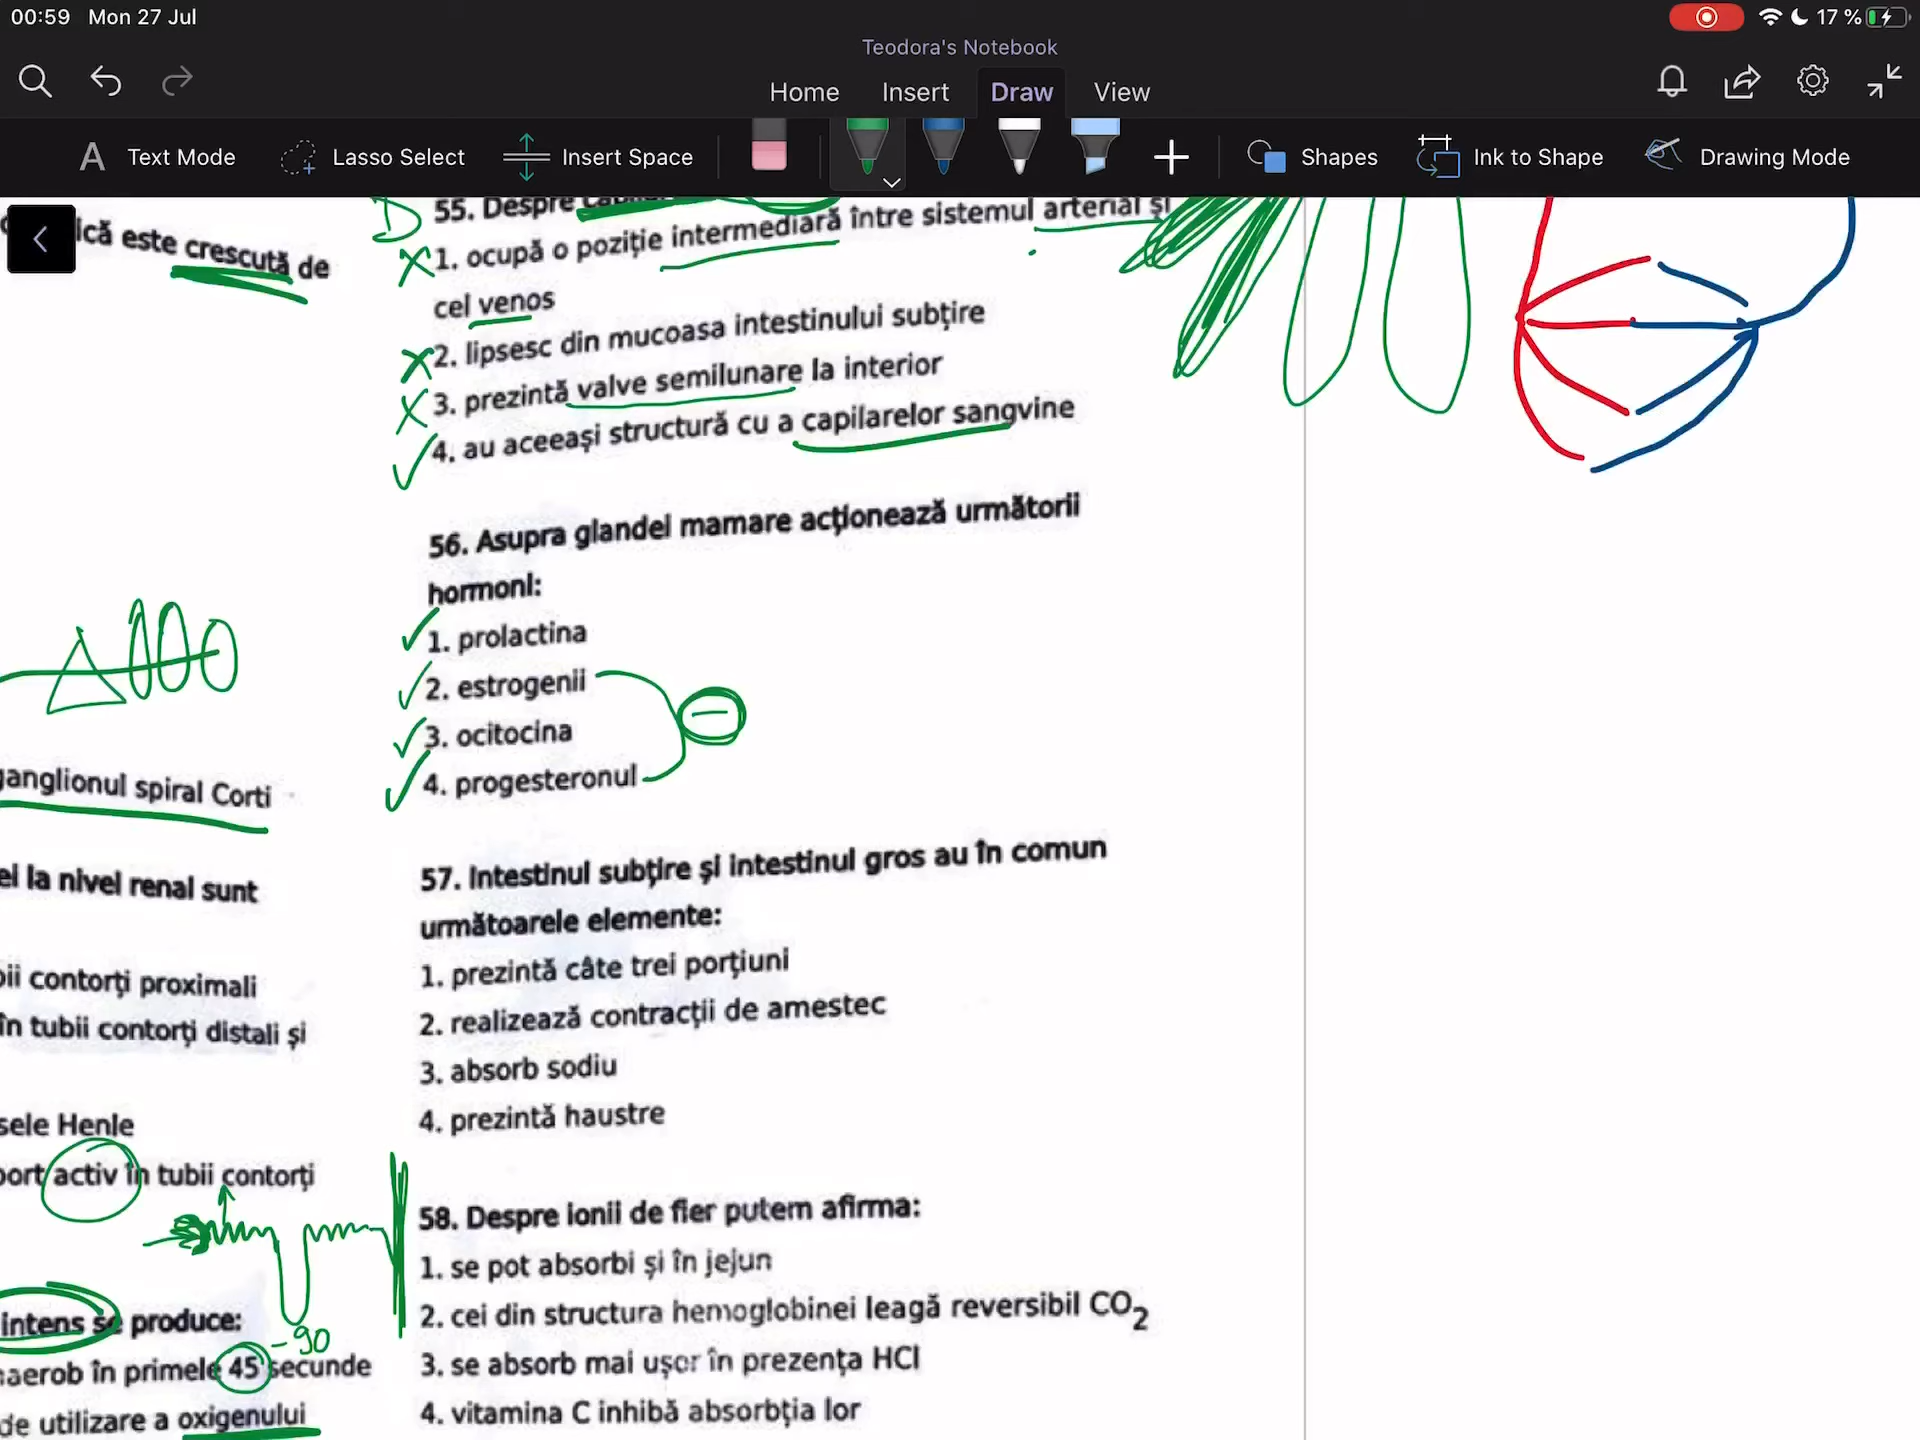 00:59 Mon 27 Jul
17 %
Teodora's Notebook
Home Insert Draw View
Text Mode Lasso Select Insert Space Shapes Ink to Shape Drawing Mode
ică este crescută de
ganglionul spiral Corti
el la nivel renal sunt
bii contorți proximali
în tubii contorți distali și
sele Henle
port activ în tubii contorți
intens se produce:
-90
naerob în primele 45 secunde
de utilizare a oxigenului
D 55. Despre
X 1. ocupă o poziție intermediară între sistemul arterial și
cel venos
X 2. lipsesc din mucoasa intestinului subțire
X 3. prezintă valve semilunare la interior
✓ 4. au aceeași structură cu a capilarelor sangvine
56. Asupra glandei mamare acționează următorii
hormoni:
✓ 1. prolactina
✓ 2. estrogenii
✓ 3. ocitocina
✓ 4. progesteronul
57. Intestinul subțire și intestinul gros au în comun
următoarele elemente:
1. prezintă câte trei porțiuni
2. realizează contracții de amestec
3. absorb sodiu
4. prezintă haustre
58. Despre ionii de fier putem afirma:
1. se pot absorbi și în jejun
2. cei din structura hemoglobinei leagă reversibil CO2
3. se absorb mai ușor în prezența HCl
4. vitamina C inhibă absorbția lor